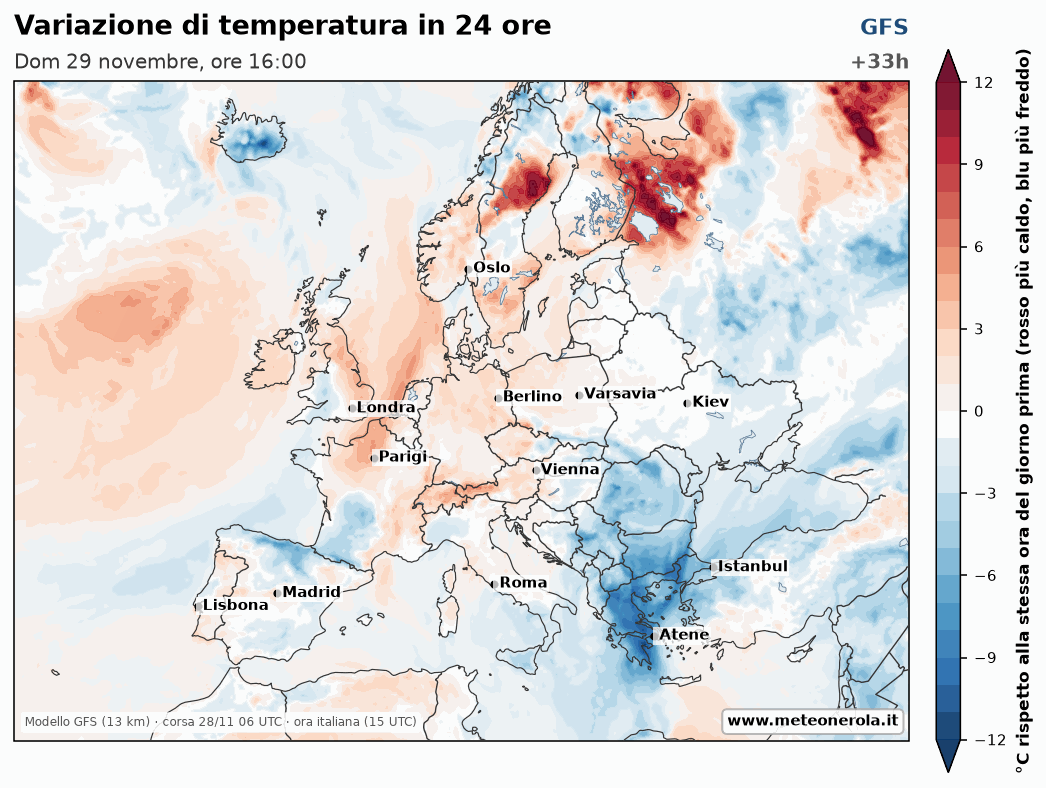 Variazione di temperatura in 24 ore
GFS
Dom 29 novembre, ore 16:00
+33h
Oslo
Londra
Berlino
Varsavia
Kiev
Parigi
Vienna
Istanbul
Roma
Madrid
Lisbona
Atene
Modello GFS (13 km) · corsa 28/11 06 UTC · ora italiana (15 UTC)
www.meteonerola.it
12
9
6
3
0
−3
−6
−9
−12
°C rispetto alla stessa ora del giorno prima (rosso più caldo, blu più freddo)